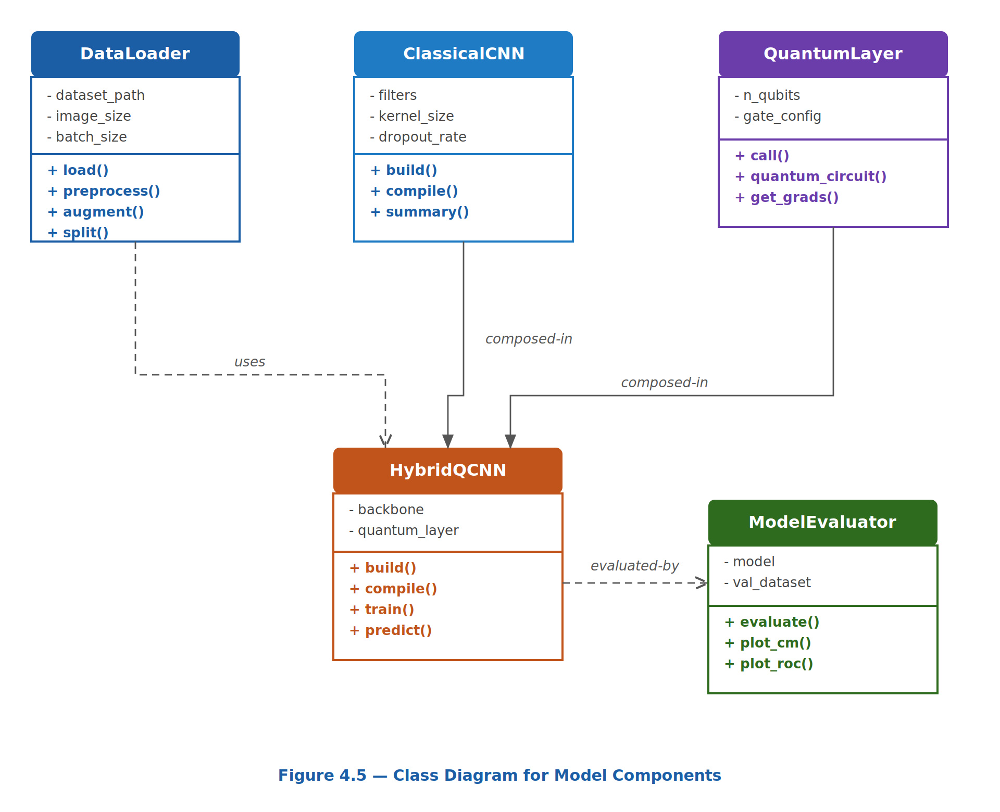 DataLoader
- dataset_path
- image_size
- batch_size
+ load()
+ preprocess()
+ augment()
+ split()
ClassicalCNN
- filters
- kernel_size
- dropout_rate
+ build()
+ compile()
+ summary()
QuantumLayer
- n_qubits
- gate_config
+ call()
+ quantum_circuit()
+ get_grads()
composed-in
uses
composed-in
HybridQCNN
- backbone
- quantum_layer
+ build()
+ compile()
+ train()
+ predict()
evaluated-by
ModelEvaluator
- model
- val_dataset
+ evaluate()
+ plot_cm()
+ plot_roc()
Figure 4.5 — Class Diagram for Model Components